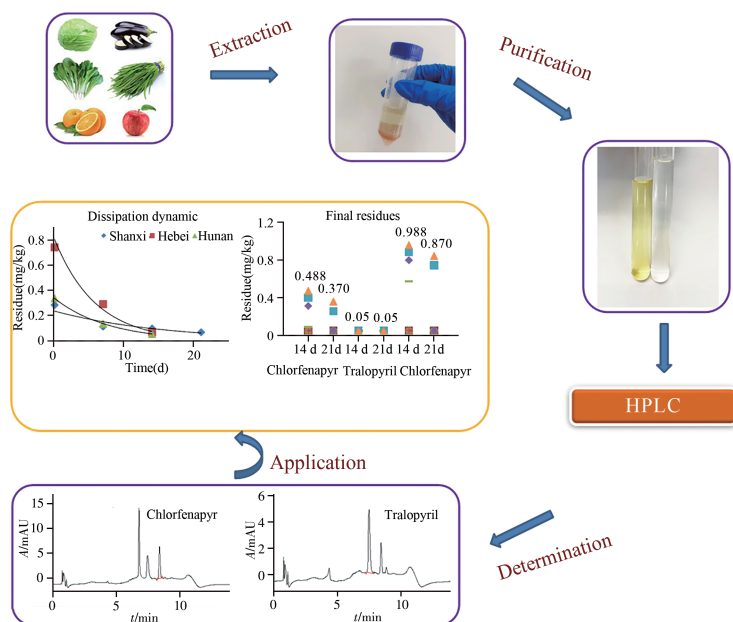 Extraction
Purification
Dissipation dynamic
Shanxi Hebei Hunan
Residue(mg/kg)
0.8
0.6
0.4
0.2
0
0 10 20
Time(d)
Final residues
Residue(mg/kg)
1.2
0.8
0.4
0
0.488
0.370
0.05 0.05
0.988
0.870
14 d 21d 14 d 21d 14 d 21d
Chlorfenapyr Tralopyril Chlorfenapyr
HPLC
Application
Determination
Chlorfenapyr
A/mAU
15
10
5
0
0 5 10
t/min
Tralopyril
A/mAU
6
4
2
0
0 5 10
t/min